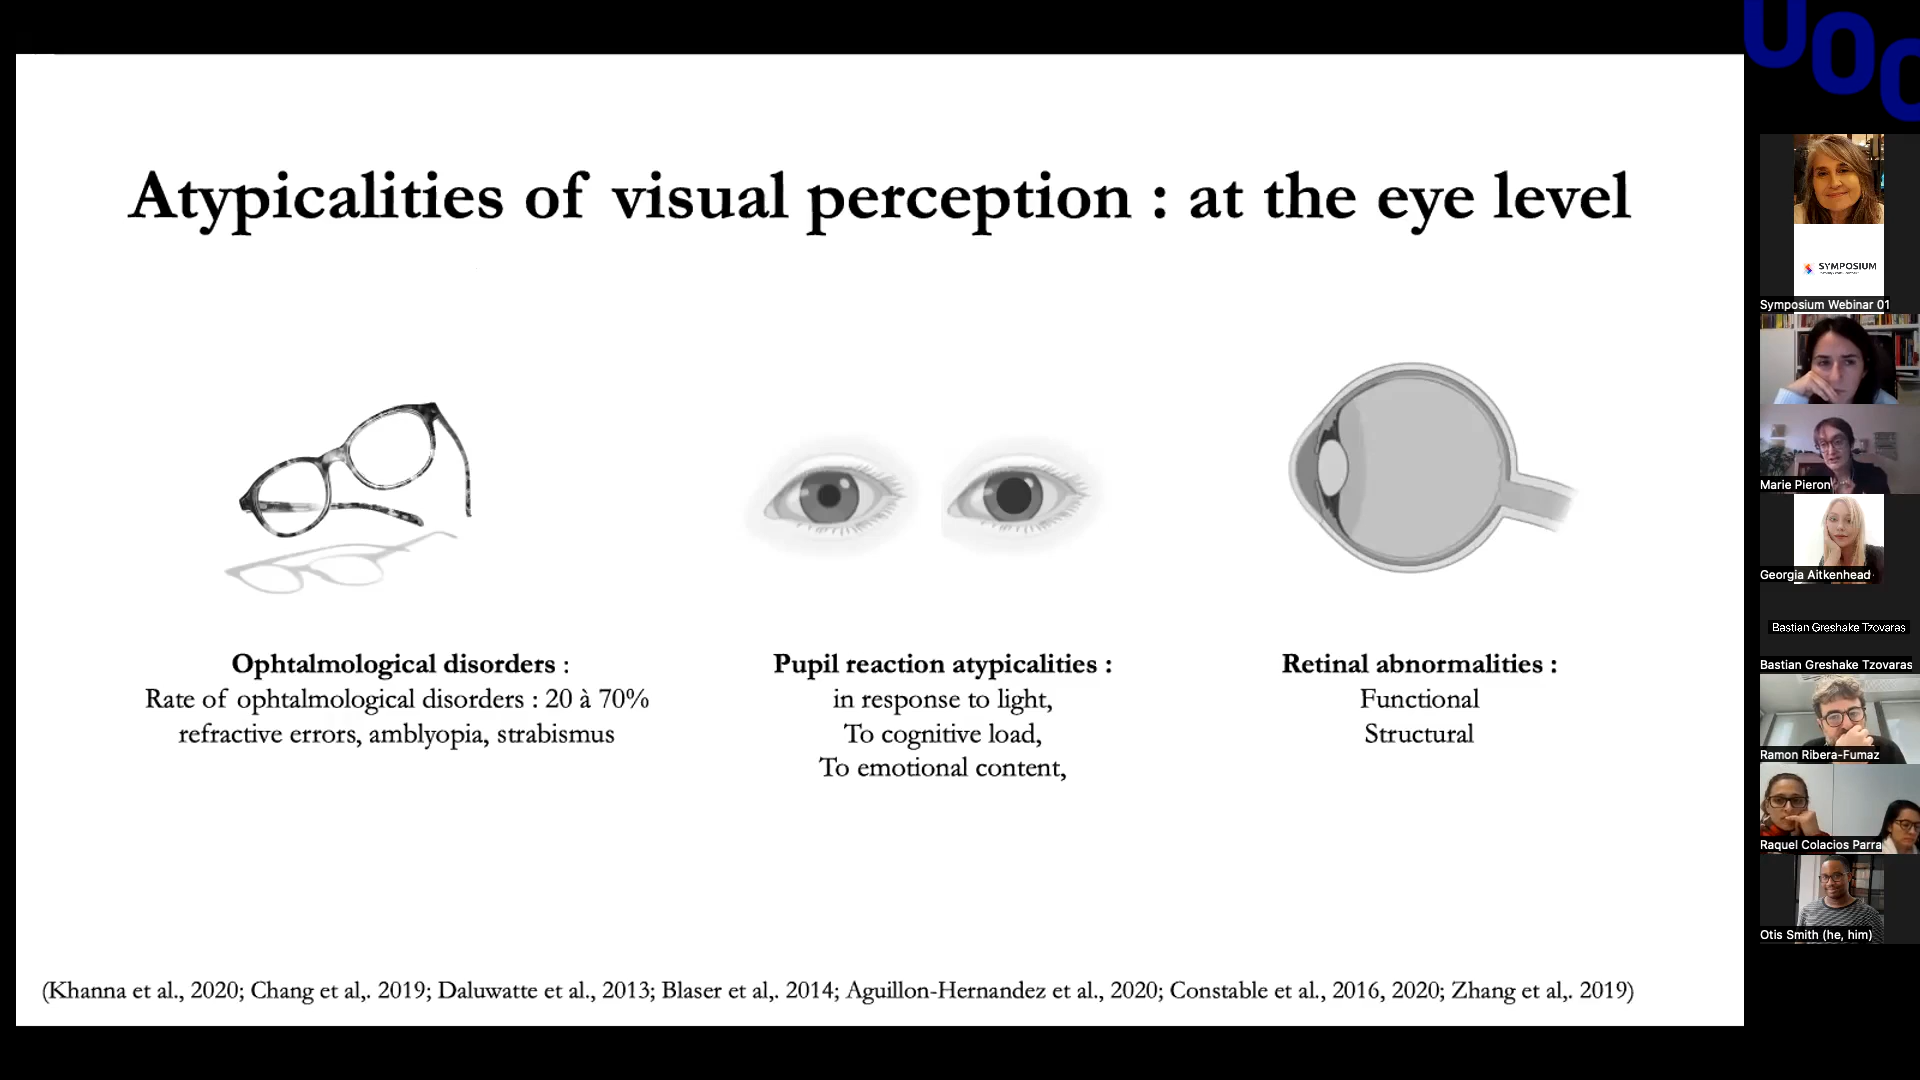 UOC
Atypicalities of visual perception : at the eye level
Ophtalmological disorders :
Rate of ophtalmological disorders : 20 à 70%
refractive errors, amblyopia, strabismus
Pupil reaction atypicalities :
in response to light,
To cognitive load,
To emotional content,
Retinal abnormalities :
Functional
Structural
(Khanna et al., 2020; Chang et al,. 2019; Daluwatte et al., 2013; Blaser et al,. 2014; Aguillon-Hernandez et al., 2020; Constable et al., 2016, 2020; Zhang et al,. 2019)
SYMPOSIUM
Symposium Webinar 01
Marie Pieron
Georgia Aitkenhead
Bastian Greshake Tzovaras
Bastian Greshake Tzovaras
Ramon Ribera-Fumaz
Raquel Colacios Parra
Otis Smith (he, him)